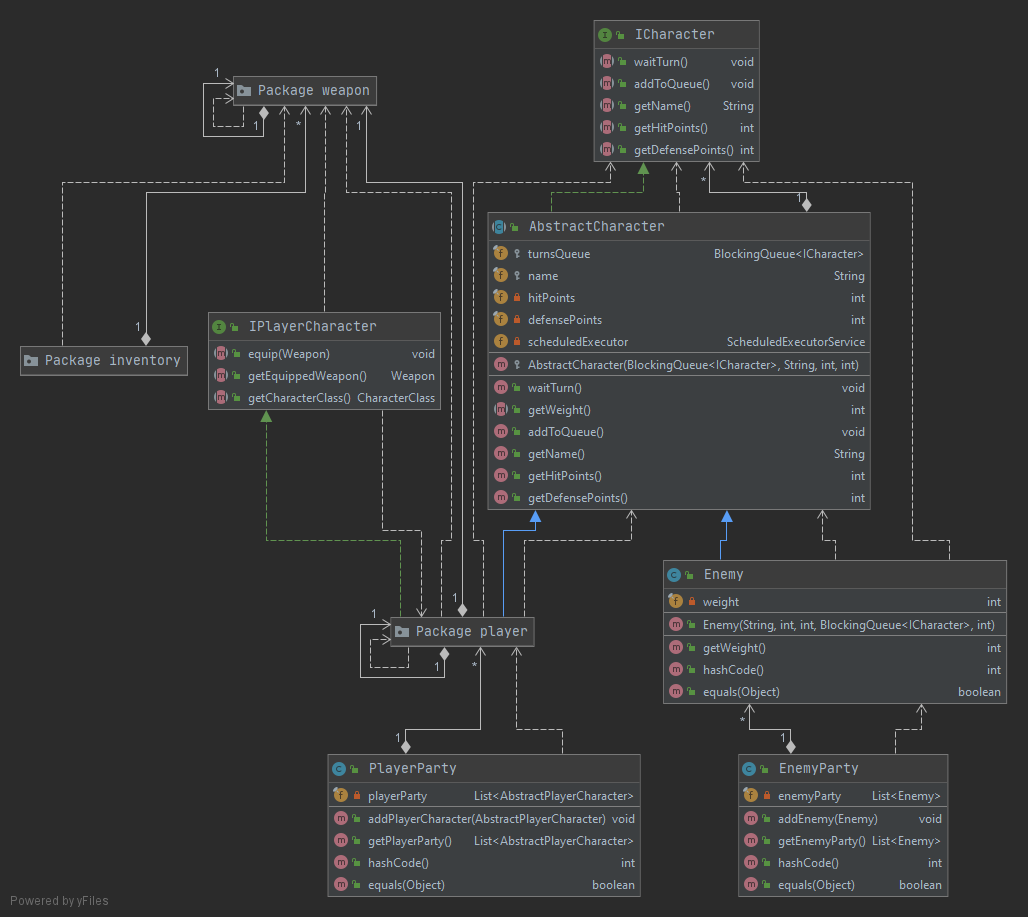 ICharacter
waitTurn() void
addToQueue() void
getName() String
getHitPoints() int
getDefensePoints() int
1
Package weapon
1
*
1
*
1
AbstractCharacter
turnsQueue BlockingQueue<ICharacter>
name String
hitPoints int
defensePoints int
scheduledExecutor ScheduledExecutorService
AbstractCharacter(BlockingQueue<ICharacter>, String, int, int)
waitTurn() void
getWeight() int
addToQueue() void
getName() String
getHitPoints() int
getDefensePoints() int
1
Package inventory
IPlayerCharacter
equip(Weapon) void
getEquippedWeapon() Weapon
getCharacterClass() CharacterClass
1
1
Package player
1
*
Enemy
weight int
Enemy(String, int, int, BlockingQueue<ICharacter>, int)
getWeight() int
hashCode() int
equals(Object) boolean
*
1
1
PlayerParty
playerParty List<AbstractPlayerCharacter>
addPlayerCharacter(AbstractPlayerCharacter) void
getPlayerParty() List<AbstractPlayerCharacter>
hashCode() int
equals(Object) boolean
EnemyParty
enemyParty List<Enemy>
addEnemy(Enemy) void
getEnemyParty() List<Enemy>
hashCode() int
equals(Object) boolean
Powered by yFiles